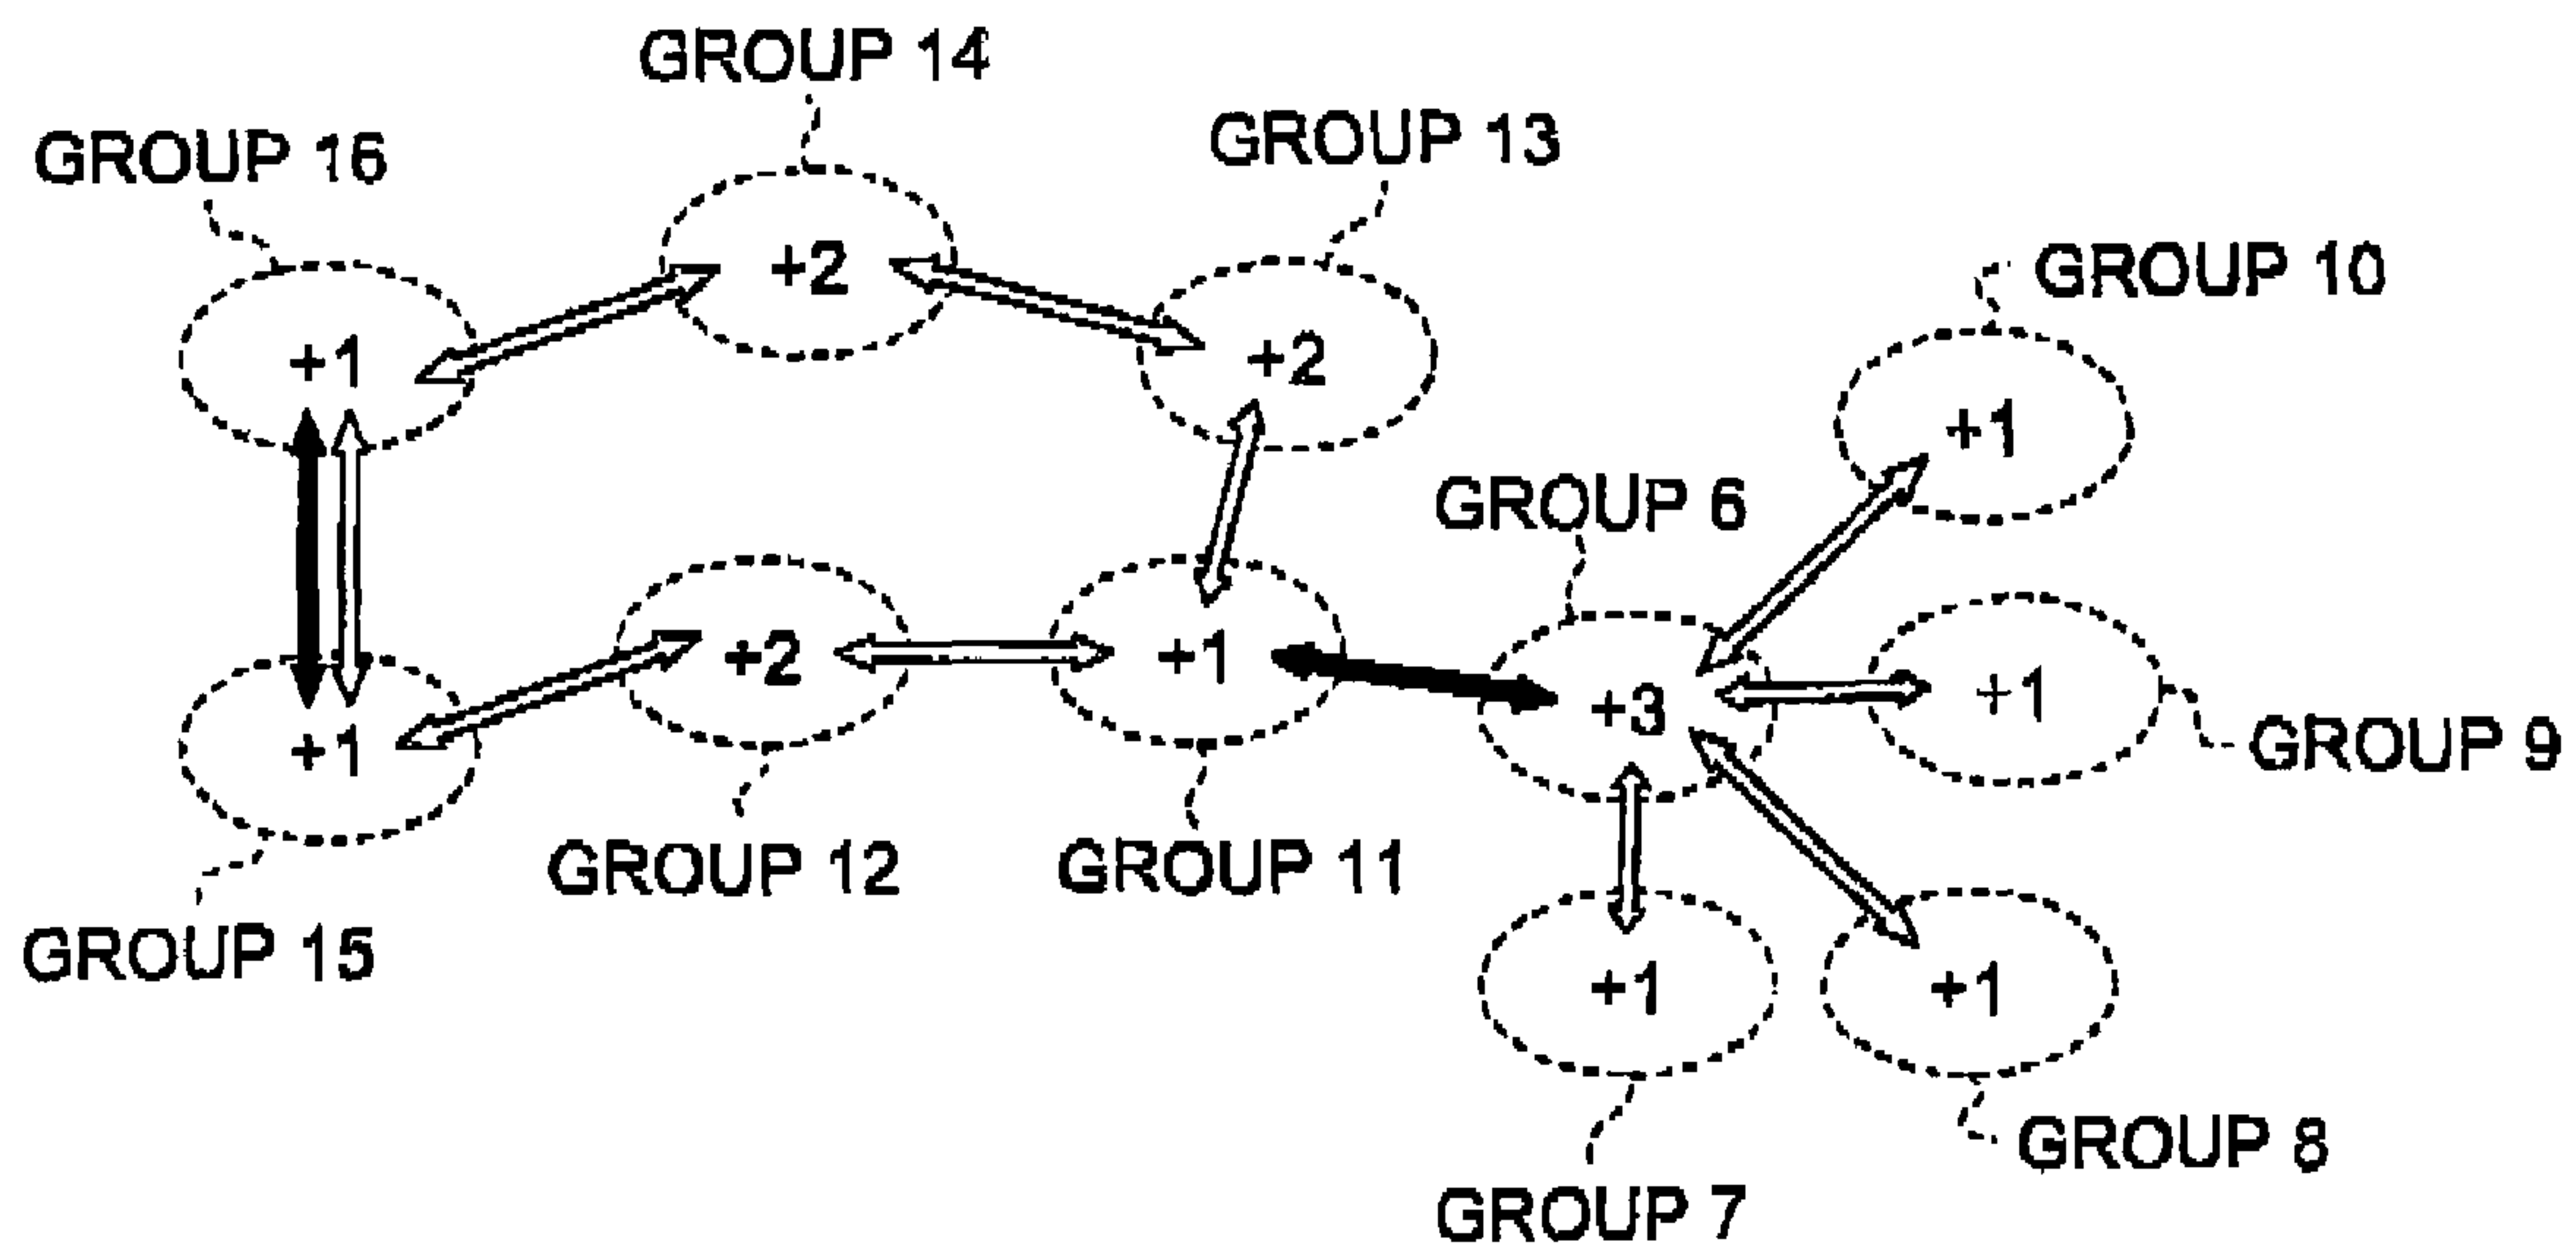 GROUP 14
GROUP 13
GROUP 16
+2
GROUP 10
+1
+2
+1
GROUP 6
+2
+1
+3
+1
GROUP 9
+1
GROUP 12
GROUP 11
GROUP 15
+1
+1
GROUP 8
GROUP 7